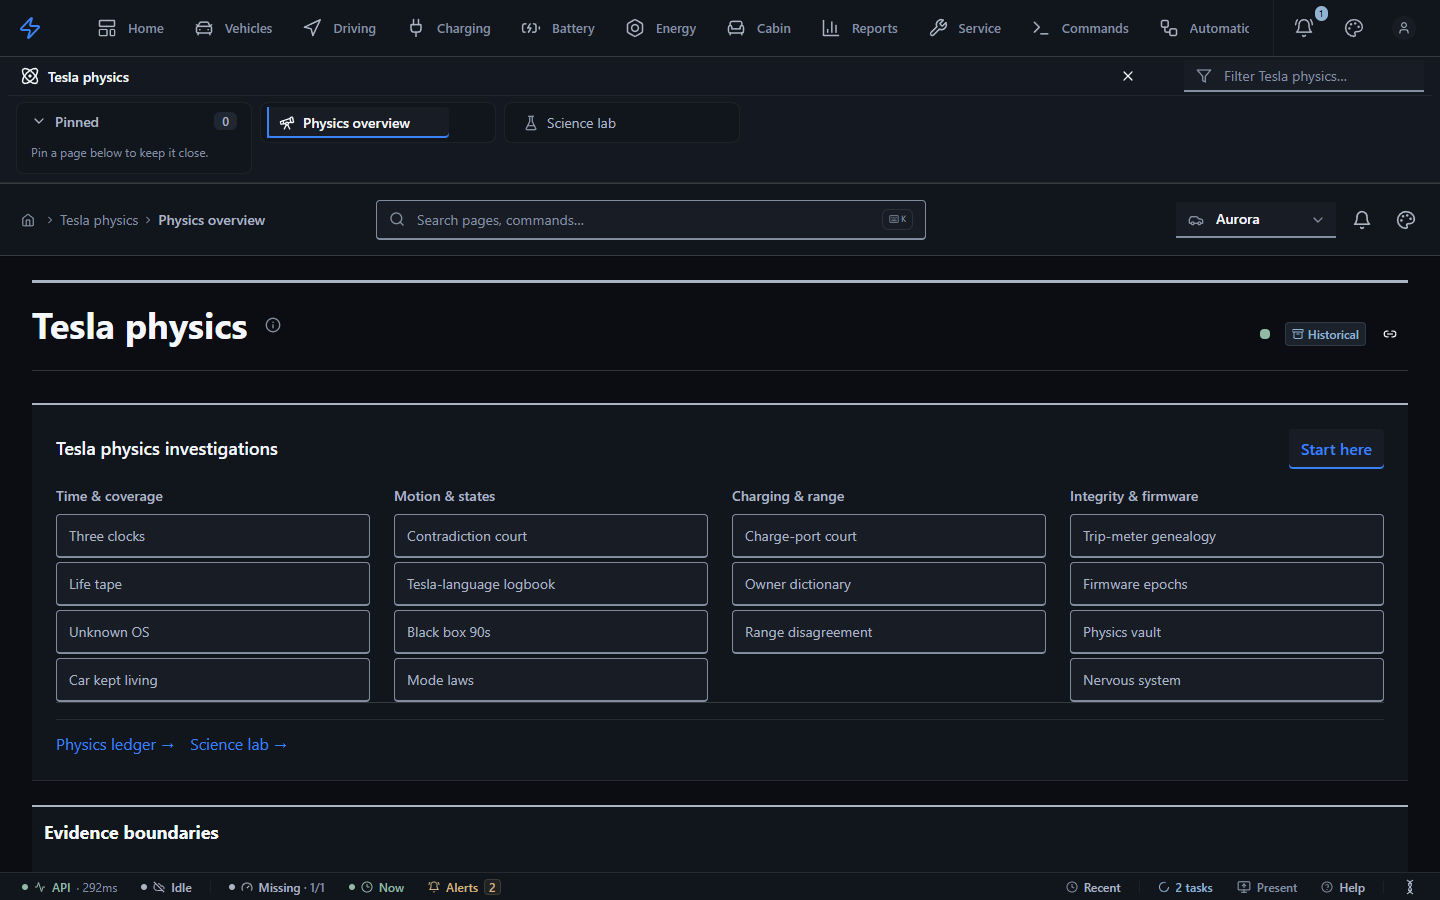 Home Vehicles Driving Charging Battery Energy Cabin Reports Service Commands Automatic 1
Tesla physics Filter Tesla physics...
Pinned 0 Physics overview Science lab
Pin a page below to keep it close.
Tesla physics Physics overview Search pages, commands... K Aurora
Tesla physics
Historical
Tesla physics investigations Start here
Time & coverage Motion & states Charging & range Integrity & firmware
Three clocks Contradiction court Charge-port court Trip-meter genealogy
Life tape Tesla-language logbook Owner dictionary Firmware epochs
Unknown OS Black box 90s Range disagreement Physics vault
Car kept living Mode laws Nervous system
Physics ledger → Science lab →
Evidence boundaries
API · 292ms Idle Missing · 1/1 Now Alerts 2 Recent 2 tasks Present Help